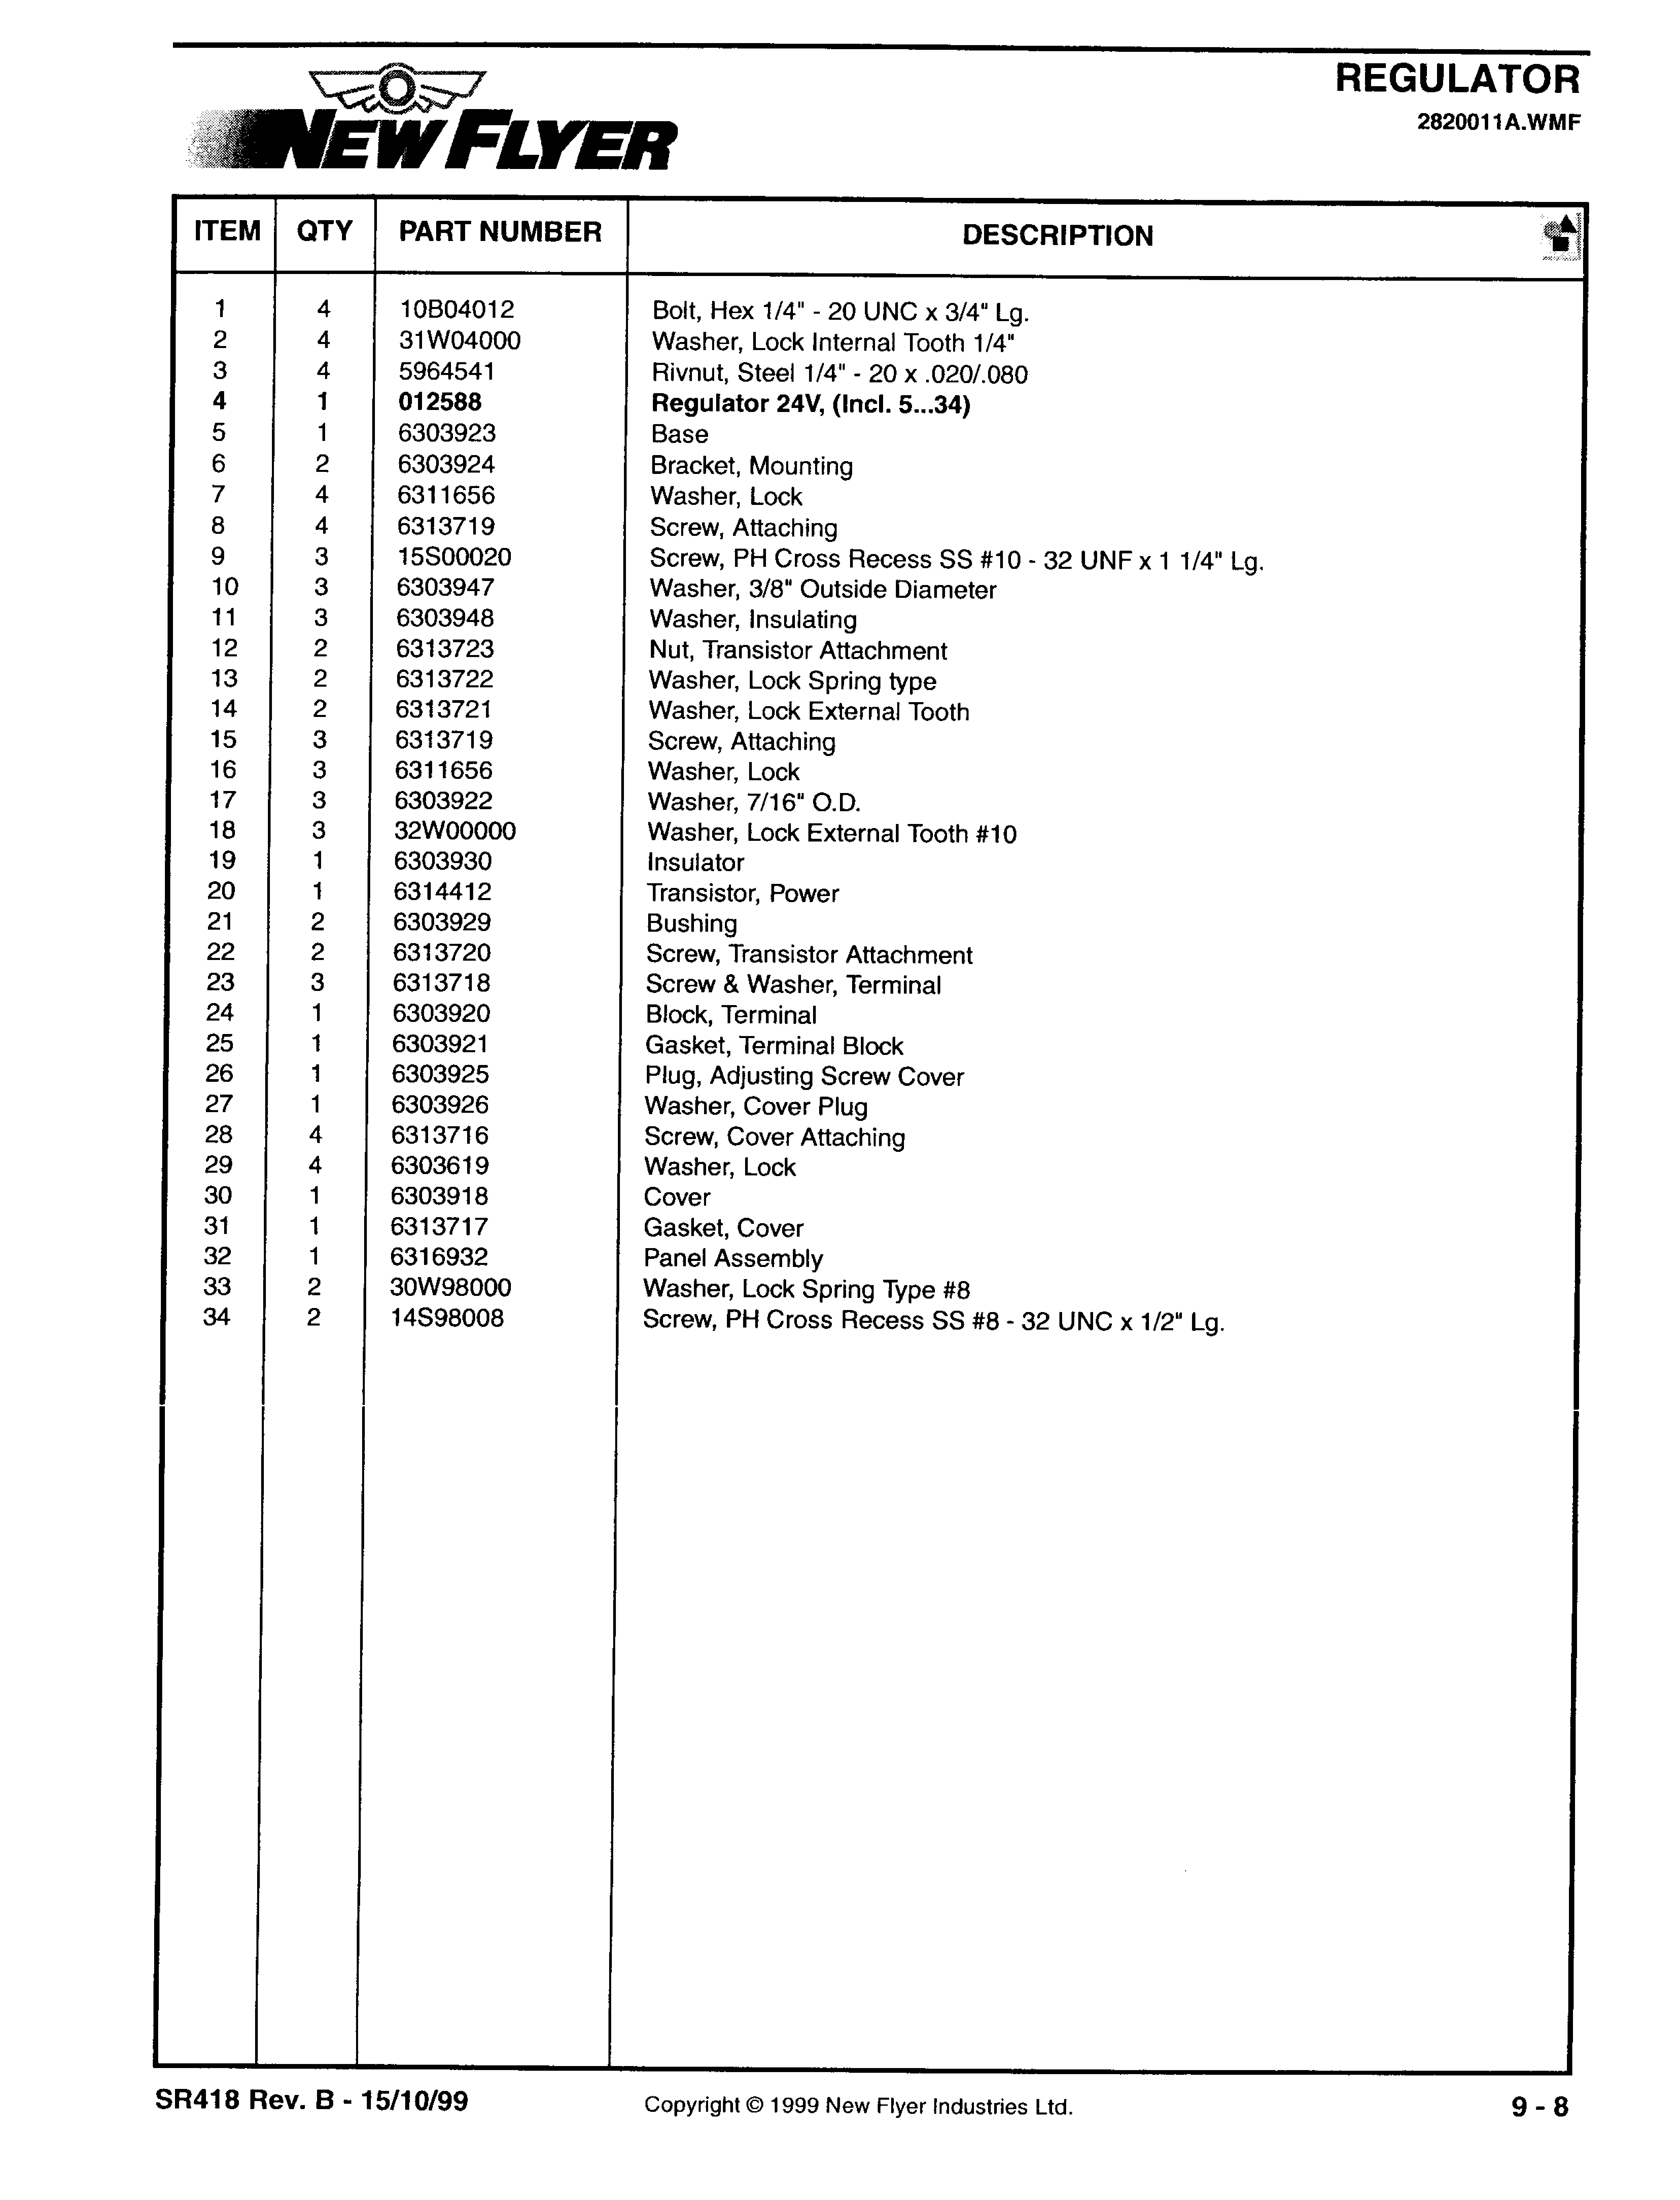 REGULATOR
2820011A.WMF
NEW FLYER
ITEM QTY PART NUMBER DESCRIPTION
1 4 10B04012 Bolt, Hex 1/4" - 20 UNC x 3/4" Lg.
2 4 31W04000 Washer, Lock Internal Tooth 1/4"
3 4 5964541 Rivnut, Steel 1/4" - 20 x .020/.080
4 1 012588 Regulator 24V, (Incl. 5...34)
5 1 6303923 Base
6 2 6303924 Bracket, Mounting
7 4 6311656 Washer, Lock
8 4 6313719 Screw, Attaching
9 3 15S00020 Screw, PH Cross Recess SS #10 - 32 UNF x 1 1/4" Lg.
10 3 6303947 Washer, 3/8" Outside Diameter
11 3 6303948 Washer, Insulating
12 2 6313723 Nut, Transistor Attachment
13 2 6313722 Washer, Lock Spring type
14 2 6313721 Washer, Lock External Tooth
15 3 6313719 Screw, Attaching
16 3 6311656 Washer, Lock
17 3 6303922 Washer, 7/16" O.D.
18 3 32W00000 Washer, Lock External Tooth #10
19 1 6303930 Insulator
20 1 6314412 Transistor, Power
21 2 6303929 Bushing
22 2 6313720 Screw, Transistor Attachment
23 3 6313718 Screw & Washer, Terminal
24 1 6303920 Block, Terminal
25 1 6303921 Gasket, Terminal Block
26 1 6303925 Plug, Adjusting Screw Cover
27 1 6303926 Washer, Cover Plug
28 4 6313716 Screw, Cover Attaching
29 4 6303619 Washer, Lock
30 1 6303918 Cover
31 1 6313717 Gasket, Cover
32 1 6316932 Panel Assembly
33 2 30W98000 Washer, Lock Spring Type #8
34 2 14S98008 Screw, PH Cross Recess SS #8 - 32 UNC x 1/2" Lg.
SR418 Rev. B - 15/10/99 Copyright © 1999 New Flyer Industries Ltd. 9 - 8